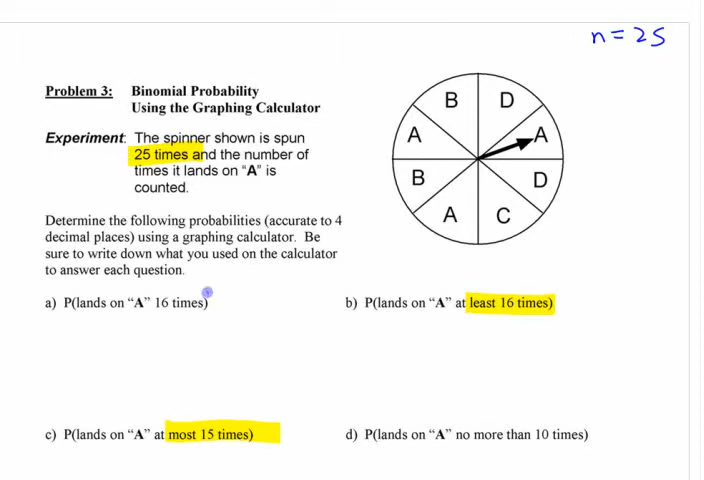 n = 25
Problem 3: Binomial Probability
Using the Graphing Calculator
Experiment: The spinner shown is spun
25 times and the number of
times it lands on “A” is
counted.
Determine the following probabilities (accurate to 4
decimal places) using a graphing calculator. Be
sure to write down what you used on the calculator
to answer each question.
B D
A A
B D
A C
a) P(lands on “A” 16 times)
b) P(lands on “A” at least 16 times)
c) P(lands on “A” at most 15 times)
d) P(lands on “A” no more than 10 times)